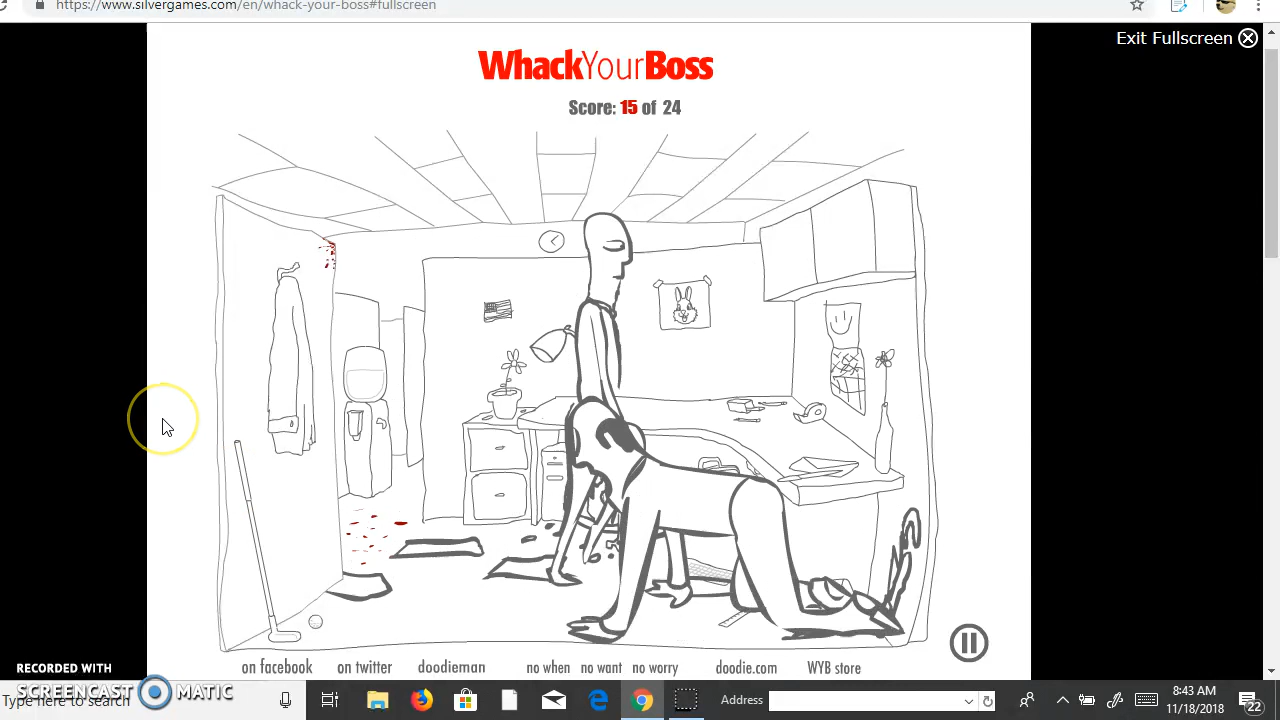 https://www.silvergames.com/en/whack-your-boss#fullscreen
Exit Fullscreen
WhackYourBoss
Score: 15 of 24
on facebook on twitter doodieman no when no want no worry doodie.com WYB store
RECORDED WITH
SCREENCAST MATIC
Type here to search
Address
8:43 AM
11/18/2018
22